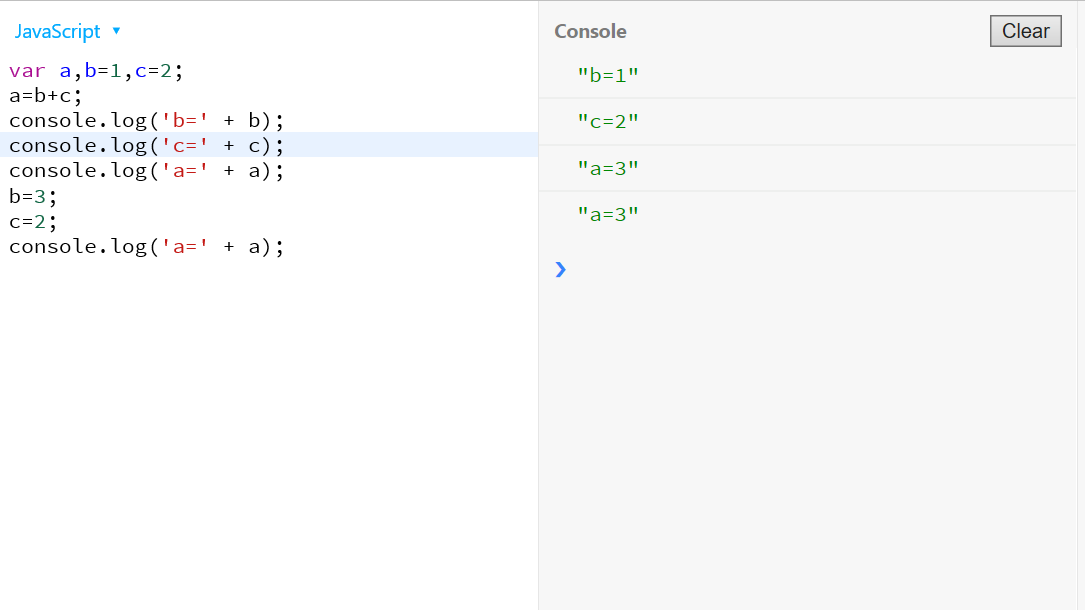 JavaScript ▼
var a,b=1,c=2;
a=b+c;
console.log('b=' + b);
console.log('c=' + c);
console.log('a=' + a);
b=3;
c=2;
console.log('a=' + a);
Console
Clear
"b=1"
"c=2"
"a=3"
"a=3"
❯